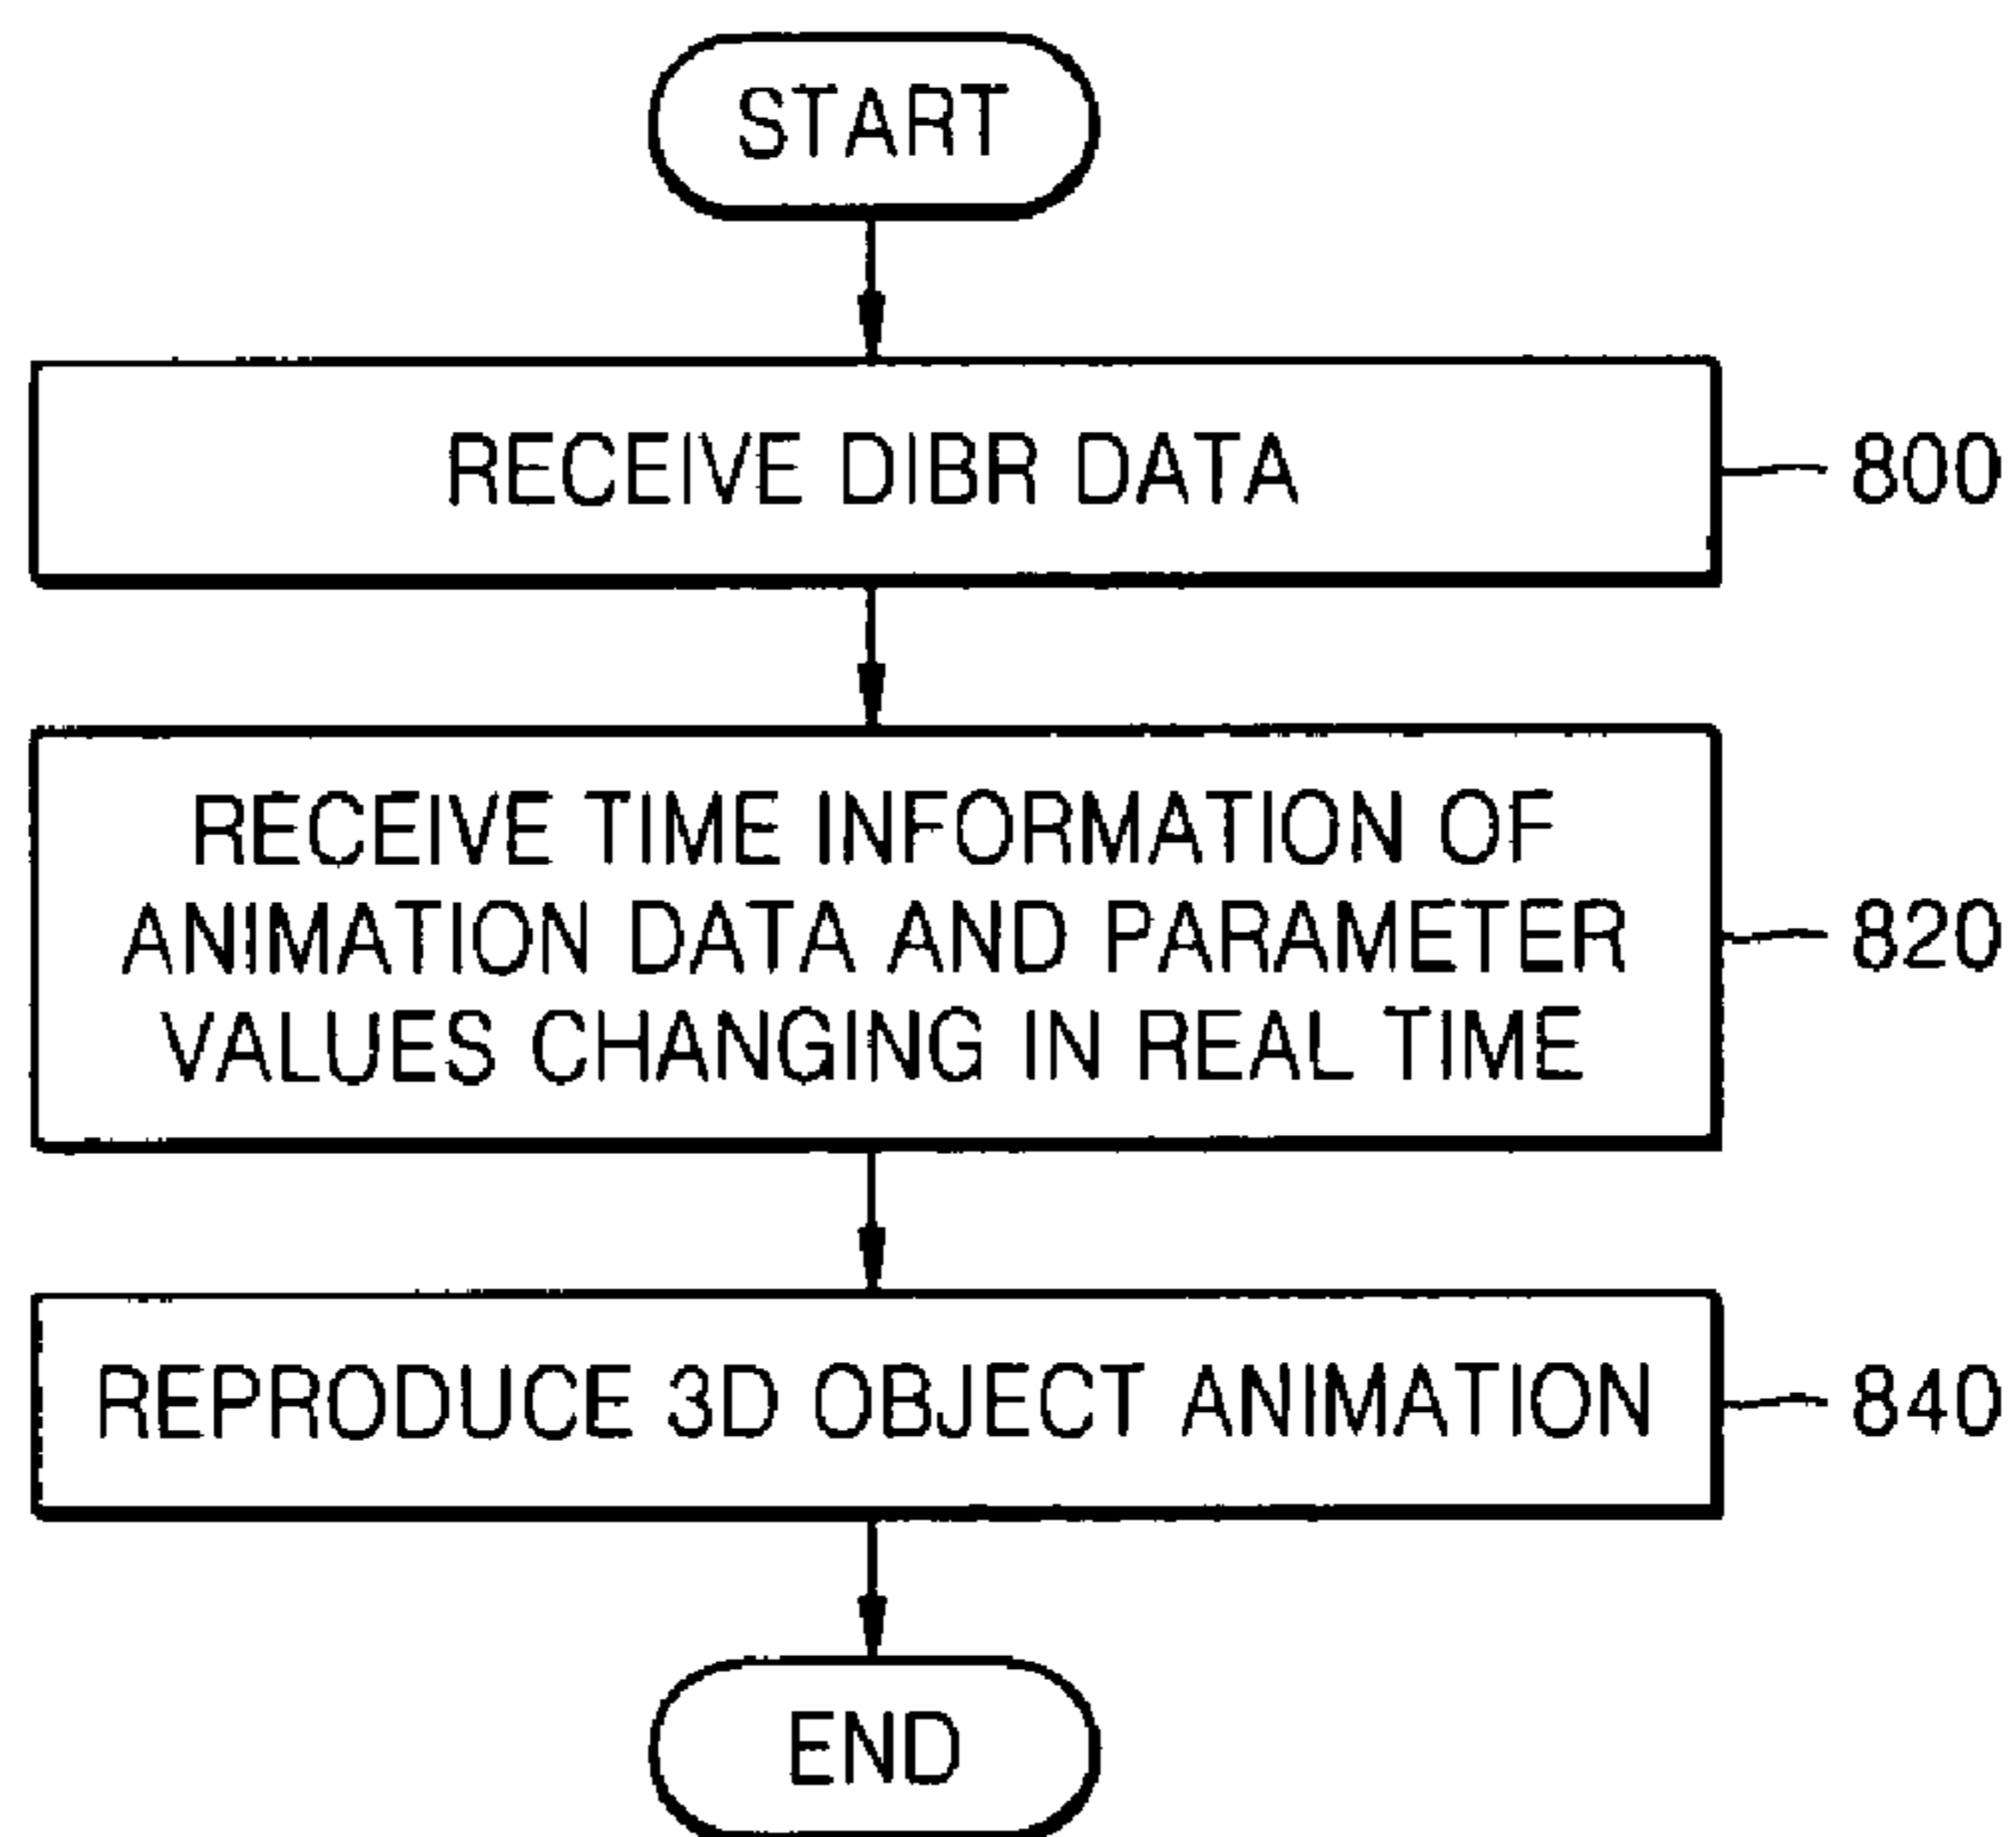 START
RECEIVE DIBR DATA
800
RECEIVE TIME INFORMATION OF
ANIMATION DATA AND PARAMETER
VALUES CHANGING IN REAL TIME
820
REPRODUCE 3D OBJECT ANIMATION
840
END